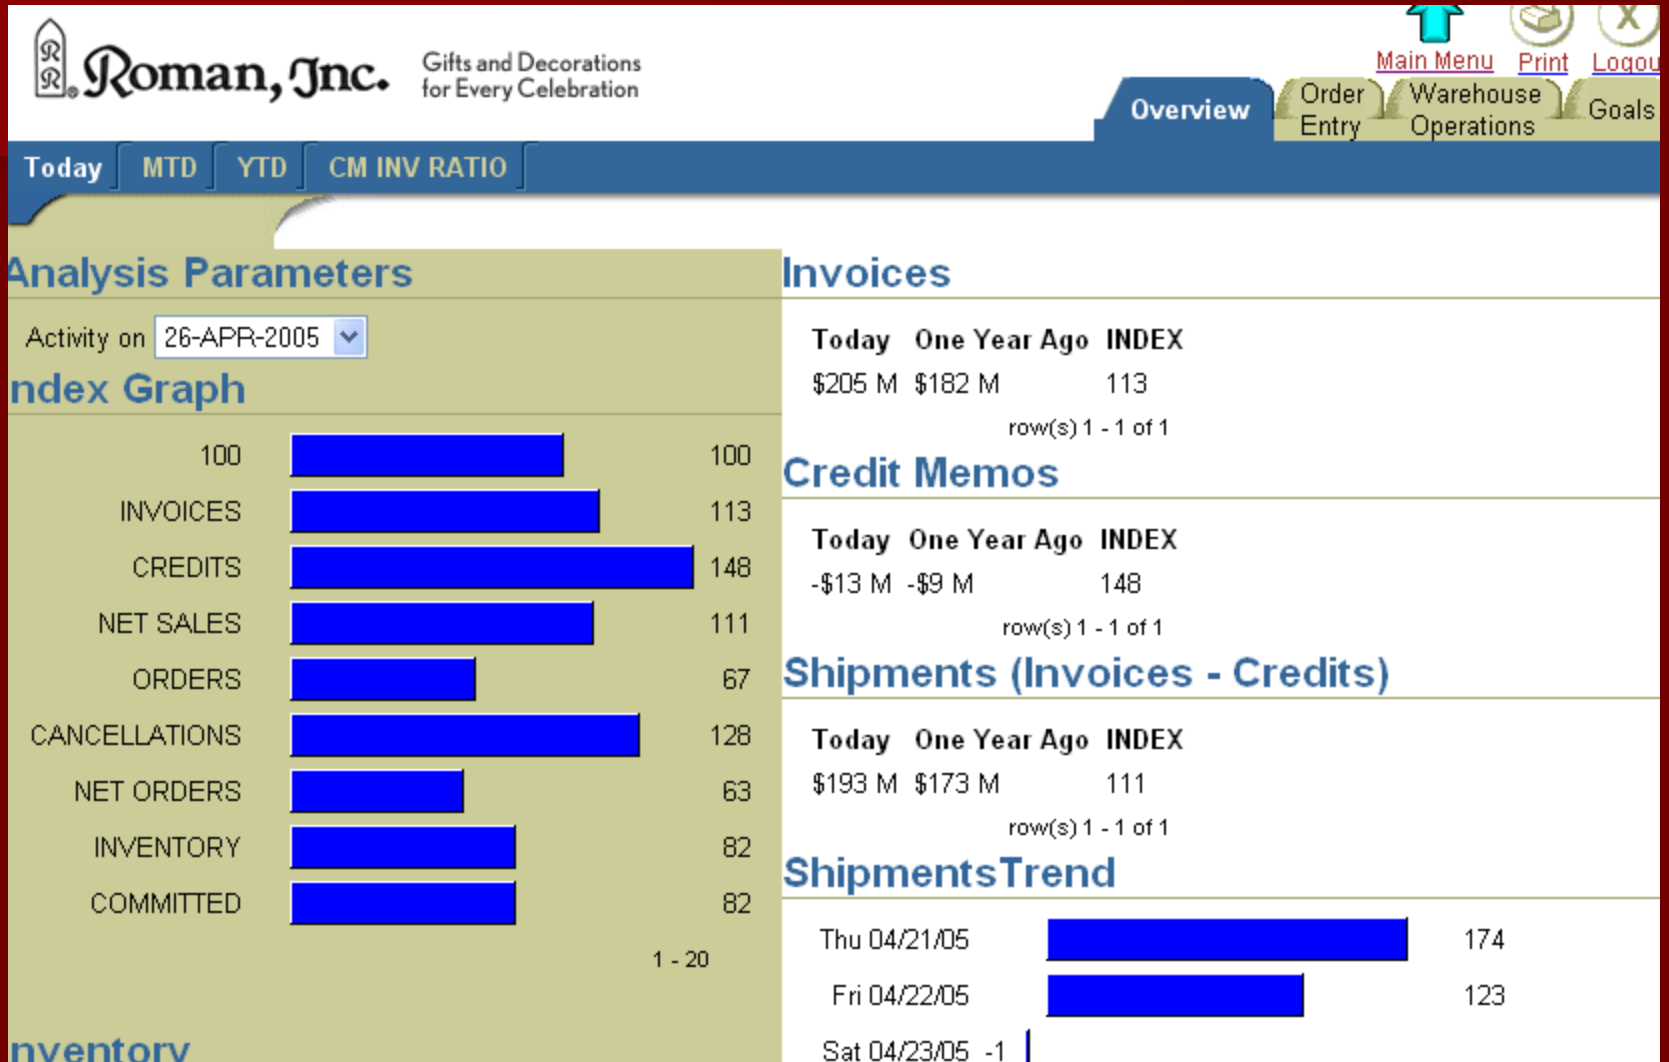 Roman, Inc.
Gifts and Decorations
for Every Celebration
Main Menu Print Logou
Overview
Order
Entry
Warehouse
Operations
Goals
Today MTD YTD CM INV RATIO
Analysis Parameters
Activity on 26-APR-2005
ndex Graph
100 100
INVOICES 113
CREDITS 148
NET SALES 111
ORDERS 67
CANCELLATIONS 128
NET ORDERS 63
INVENTORY 82
COMMITTED 82
1 - 20
nventory
Invoices
Today One Year Ago INDEX
$205 M $182 M 113
row(s) 1 - 1 of 1
Credit Memos
Today One Year Ago INDEX
-$13 M -$9 M 148
row(s) 1 - 1 of 1
Shipments (Invoices - Credits)
Today One Year Ago INDEX
$193 M $173 M 111
row(s) 1 - 1 of 1
ShipmentsTrend
Thu 04/21/05 174
Fri 04/22/05 123
Sat 04/23/05 -1